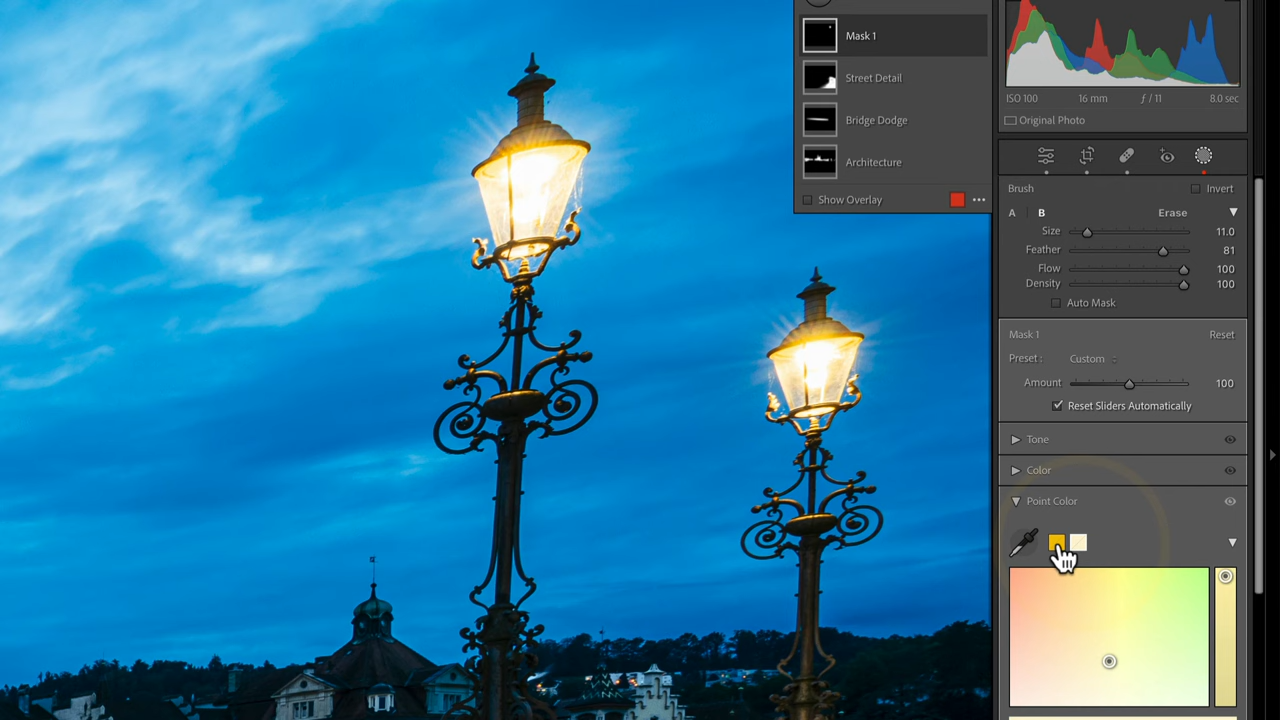 Mask 1
Street Detail
Bridge Dodge
Architecture
Show Overlay
ISO 100 16 mm ƒ / 11 8.0 sec
Original Photo
Brush Invert
A B Erase
Size 11.0
Feather 81
Flow 100
Density 100
Auto Mask
Mask 1 Reset
Preset : Custom
Amount 100
Reset Sliders Automatically
Tone
Color
Point Color